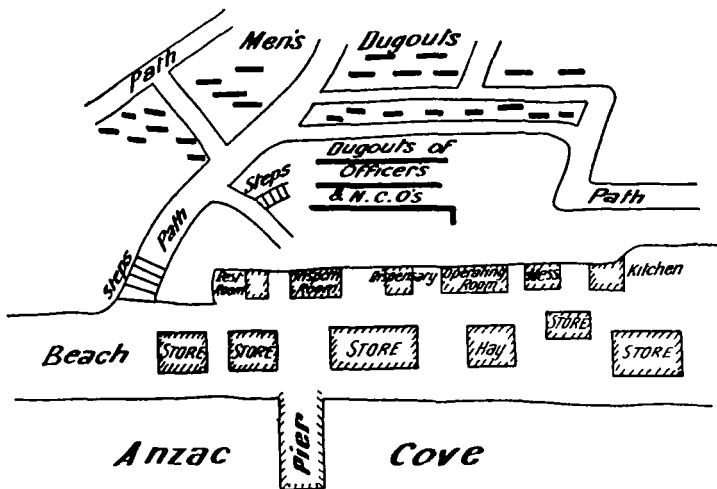 Men's Dugouts
Path
Dugouts of
Officers
& N.C.O's
Steps
Path
Path
Steps
Rest
Room
Room
Dispensary
Operating
Room
Mess
Kitchen
Beach
STORE
STORE
STORE
Hay
STORE
STORE
Pier
Anzac Cove